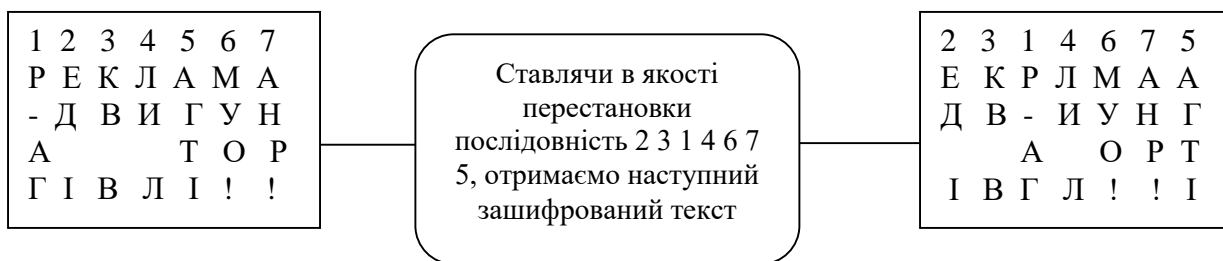 1 2 3 4 5 6 7
Р Е К Л А М А
- Д В И Г У Н
А Т О Р
Г І В Л І ! !
Ставлячи в якості
перестановки
послідовність 2 3 1 4 6 7
5, отримаємо наступний
зашифрований текст
2 3 1 4 6 7 5
Е К Р Л М А А
Д В - И У Н Г
А О Р Т
І В Г Л ! ! І